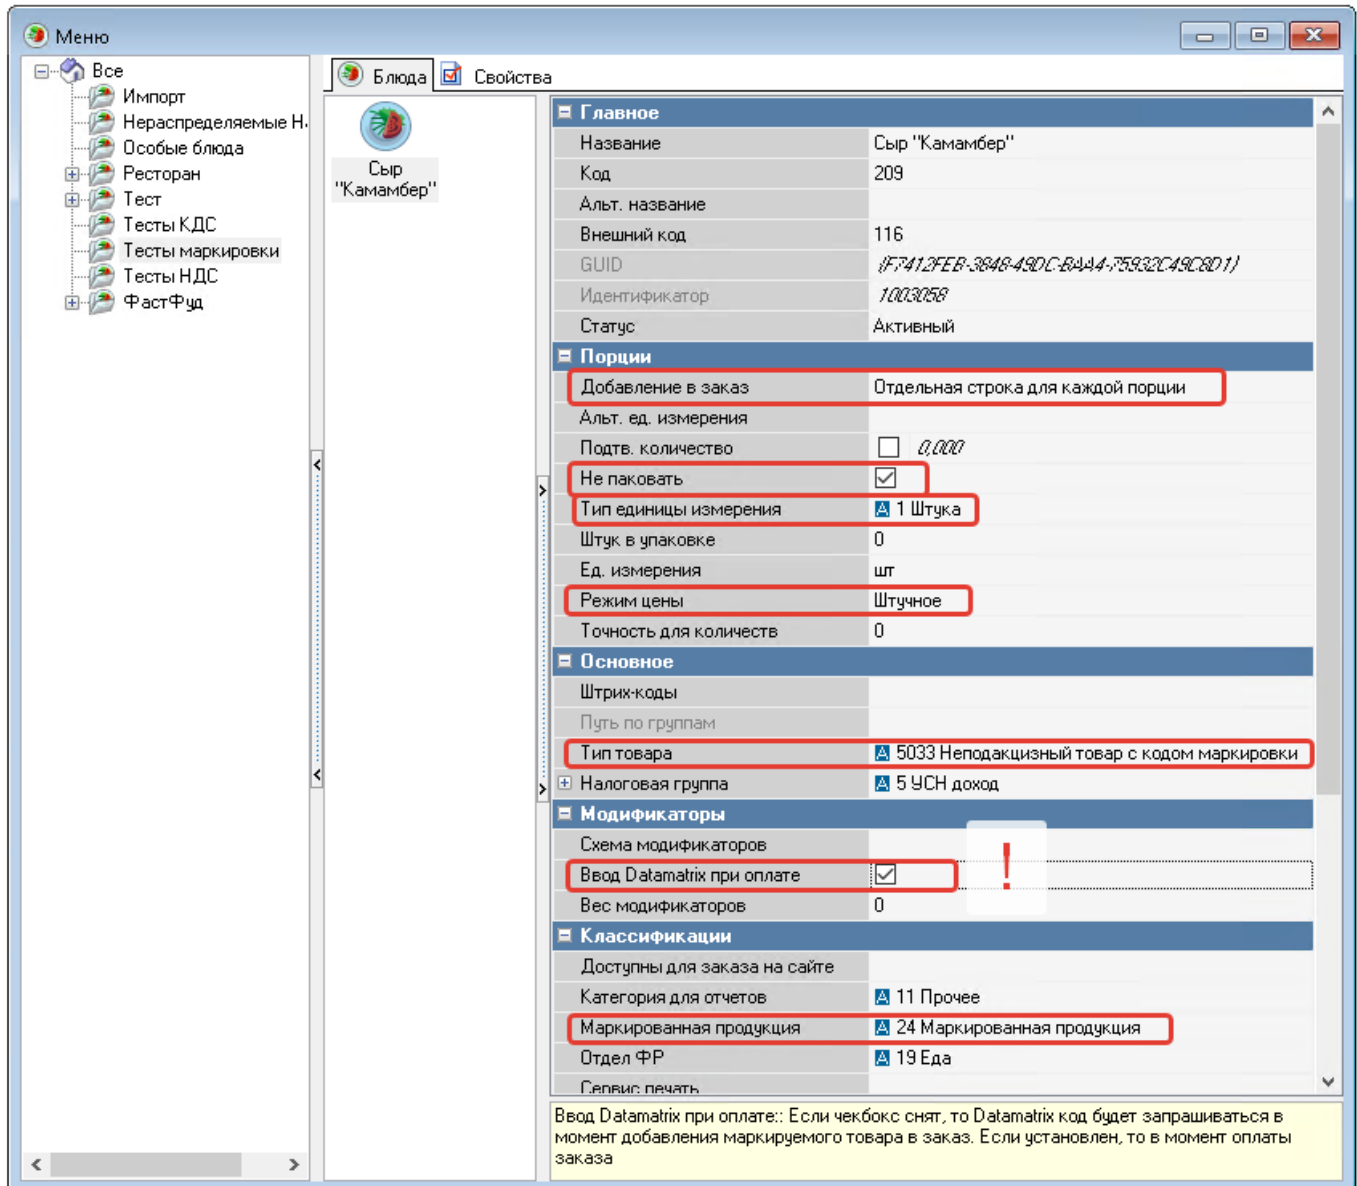 Меню
Все
Импорт
Нераспределяемые Н
Особые блюда
Ресторан
Тест
Тесты КДС
Тесты маркировки
Тесты НДС
ФастФуд
Блюда
Свойства
Сыр
"Камамбер"
Главное
Название Сыр "Камамбер"
Код 209
Альт. название
Внешний код 116
GUID {F7412FEB-3648-49DC-BAA4-75932C49C8D1}
Идентификатор 1003058
Статус Активный
Порции
Добавление в заказ Отдельная строка для каждой порции
Альт. ед. измерения
Подтв. количество 0,000
Не паковать
Тип единицы измерения A 1 Штука
Штук в упаковке 0
Ед. измерения шт
Режим цены Штучное
Точность для количеств 0
Основное
Штрих-коды
Путь по группам
Тип товара A 5033 Неподакцизный товар с кодом маркировки
Налоговая группа A 5 УСН доход
Модификаторы
Схема модификаторов
!
Ввод Datamatrix при оплате
Вес модификаторов 0
Классификации
Доступны для заказа на сайте
Категория для отчетов A 11 Прочее
Маркированная продукция A 24 Маркированная продукция
Отдел ФР A 19 Еда
Сервис печать
Ввод Datamatrix при оплате:: Если чекбокс снят, то Datamatrix код будет запрашиваться в
момент добавления маркируемого товара в заказ. Если установлен, то в момент оплаты
заказа